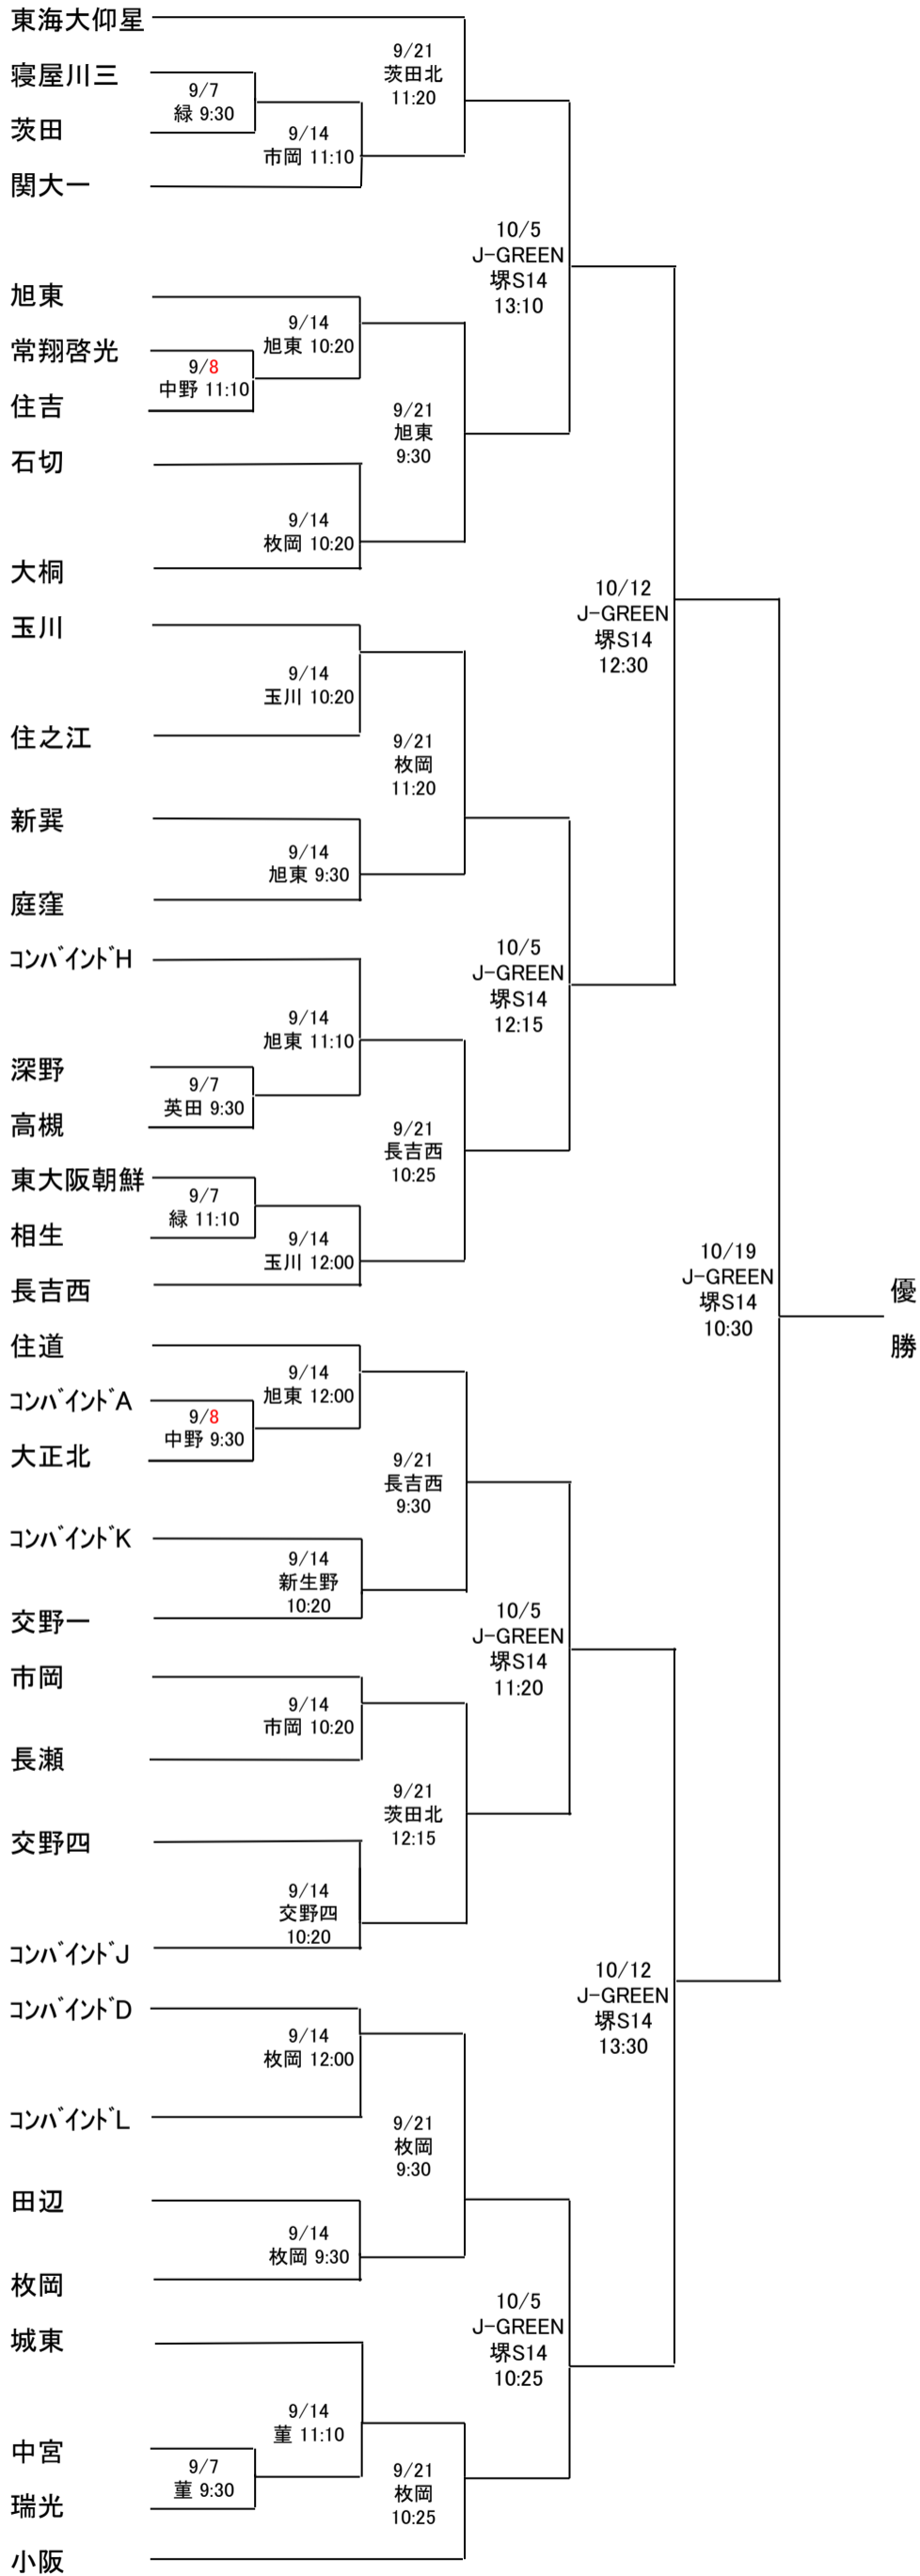 東海大仰星
9/21
茨田北
11:20
寝屋川三
9/7
緑 9:30
茨田
9/14
市岡 11:10
関大一
10/5
J-GREEN
堺S14
13:10
旭東
9/14
旭東 10:20
常翔啓光
9/8
中野 11:10
住吉
9/21
旭東
9:30
石切
9/14
枚岡 10:20
大桐
10/12
J-GREEN
堺S14
12:30
玉川
9/14
玉川 10:20
住之江
9/21
枚岡
11:20
新巽
9/14
旭東 9:30
庭窪
10/5
J-GREEN
堺S14
12:15
コンバインドH
9/14
旭東 11:10
深野
9/7
英田 9:30
高槻
9/21
長吉西
10:25
東大阪朝鮮
9/7
緑 11:10
相生
9/14
玉川 12:00
長吉西
10/19
J-GREEN
堺S14
10:30
優
勝
住道
9/14
旭東 12:00
コンバインドA
9/8
中野 9:30
大正北
9/21
長吉西
9:30
コンバインドK
9/14
新生野
10:20
交野一
10/5
J-GREEN
堺S14
11:20
市岡
9/14
市岡 10:20
長瀬
9/21
茨田北
12:15
交野四
9/14
交野四
10:20
コンバインドJ
10/12
J-GREEN
堺S14
13:30
コンバインドD
9/14
枚岡 12:00
コンバインドL
9/21
枚岡
9:30
田辺
9/14
枚岡 9:30
枚岡
10/5
J-GREEN
堺S14
10:25
城東
9/14
菫 11:10
中宮
9/7
菫 9:30
瑞光
9/21
枚岡
10:25
小阪